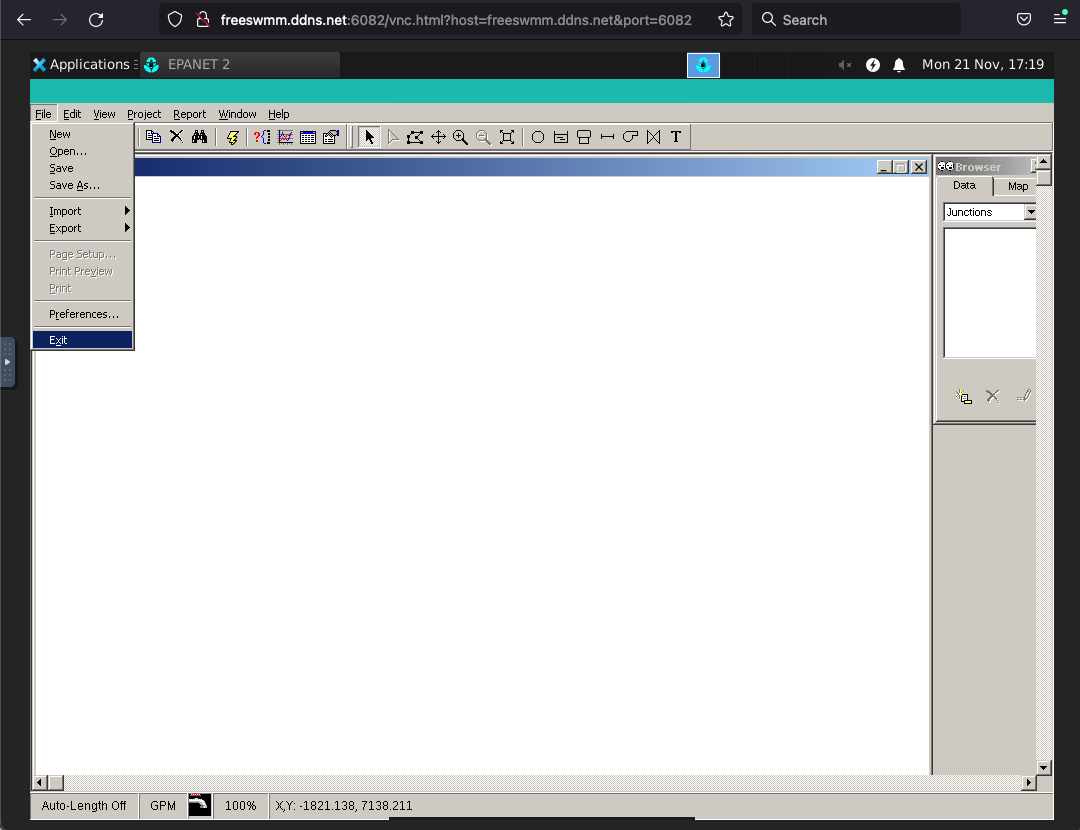 freeswmm.ddns.net:6082/vnc.html?host=freeswmm.ddns.net&port=6082
Search
Applications
EPANET 2
Mon 21 Nov, 17:19
File Edit View Project Report Window Help
T
New
Open...
Save
Save As...
Import
Export
Page Setup...
Print Preview
Print
Preferences...
Exit
Browser
Data Map
Junctions
Auto-Length Off GPM 100% X,Y: -1821.138, 7138.211